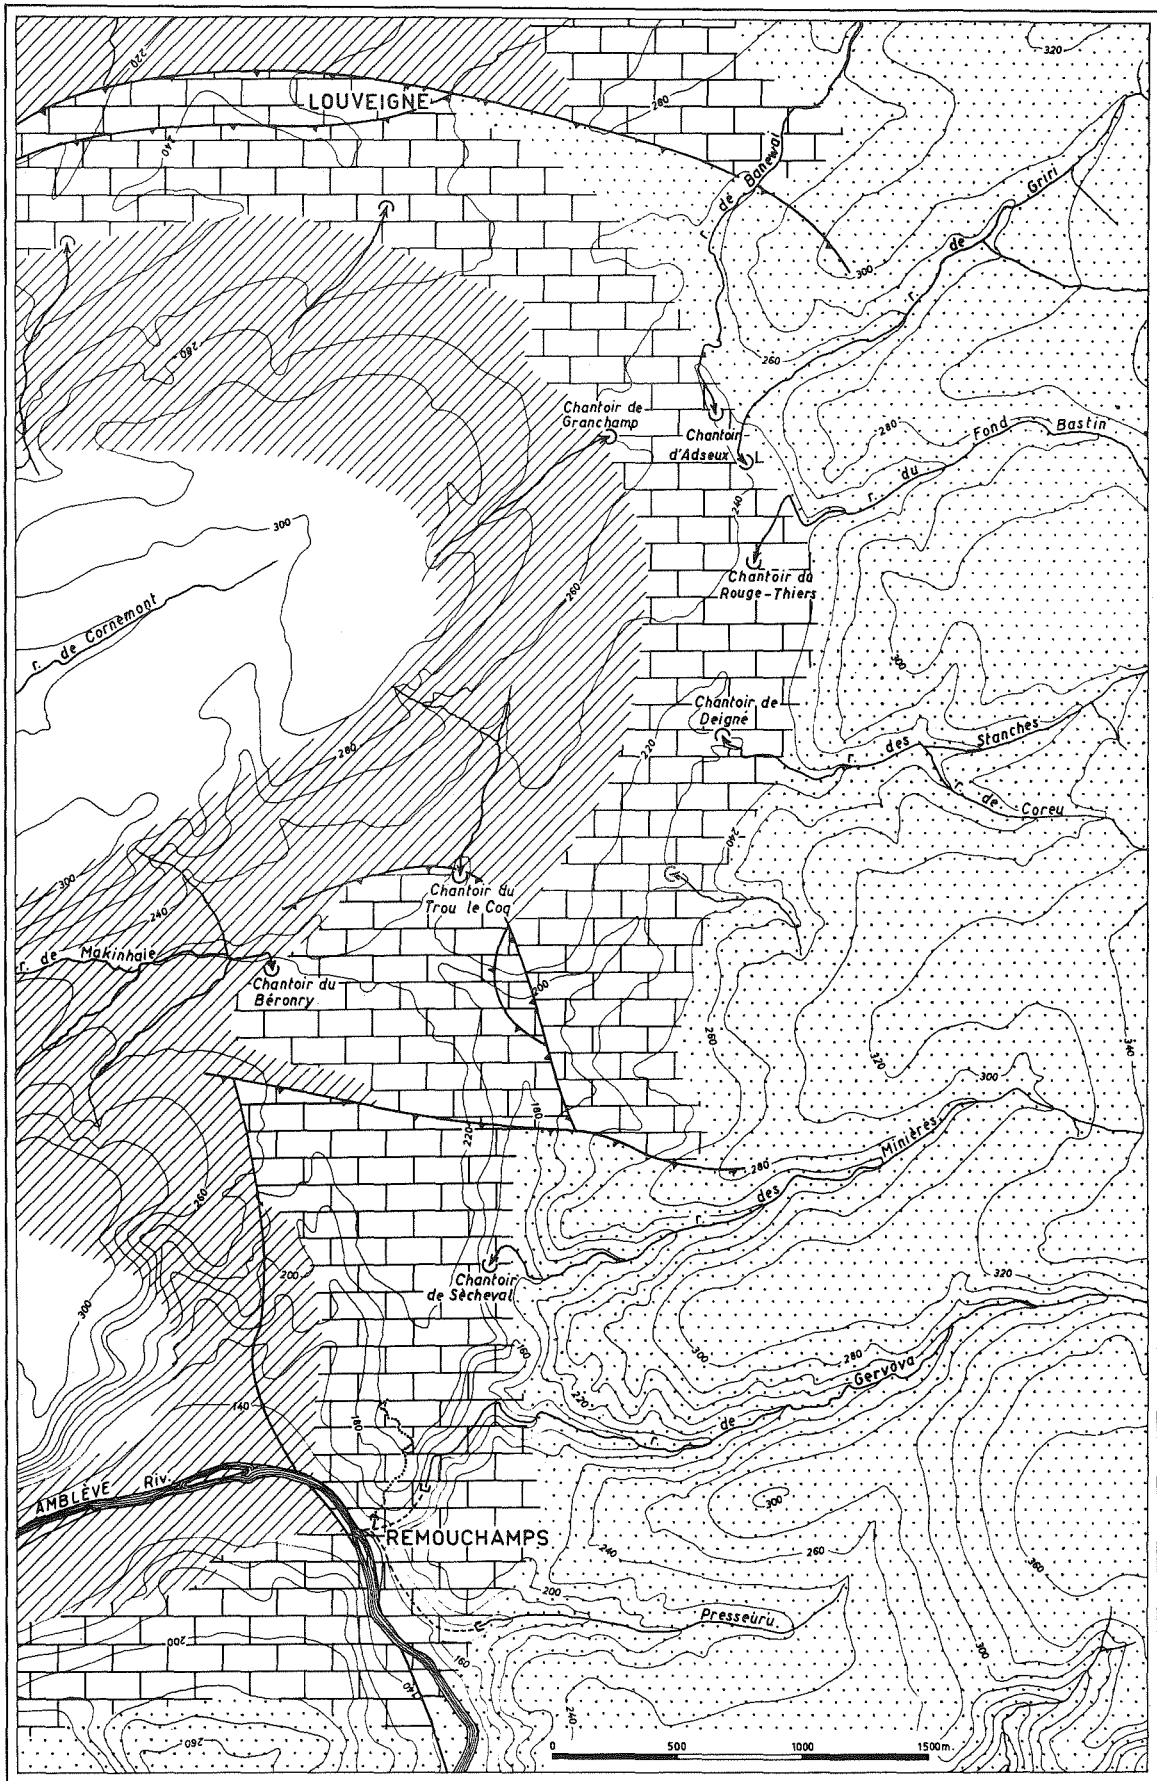 320
220
280
LOUVEIGNE
240
r. de Banewai
r. de Griri
300
280
260
Chantoir de
Granchamp
280
Chantoir
d'Adseux
r. du Fond Bastin
240
300
Chantoir du
Rouge-Thiers
260
r. de Cornemont
300
Chantoir de
Deigné
220
r. des Stanches
280
r. de Coreu
240
300
Chantoir du
Trou le Coq
240
r. de Makinhaie
Chantoir du
Béronry
200
260
320
340
300
180
220
r. des Minières
280
260
200
Chantoir
de Sècheval
320
300
160
300
280
r. de Gervova
220
140
180
AMBLÈVE Riv.
300
REMOUCHAMPS
240
260
200
360
Presseuru
200
300
160
140
240
260
0 500 1000 1500m.